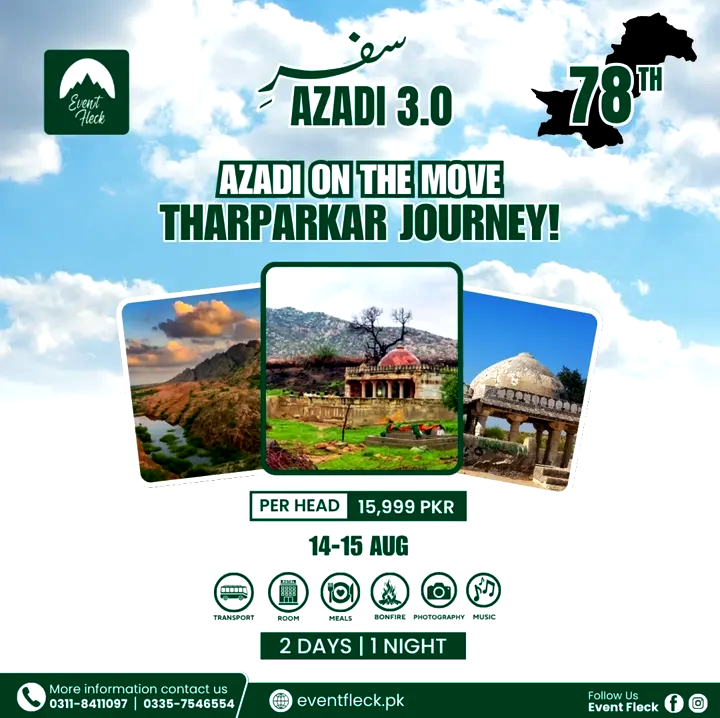 Event
Fleck
سفرِ
AZADI 3.0
78TH
AZADI ON THE MOVE
THARPARKAR JOURNEY!
PER HEAD 15,999 PKR
14-15 AUG
TRANSPORT ROOM MEALS BONFIRE PHOTOGRAPHY MUSIC
2 DAYS | 1 NIGHT
More information contact us
0311-8411097 | 0335-7546554
eventfleck.pk
Follow Us
Event Fleck